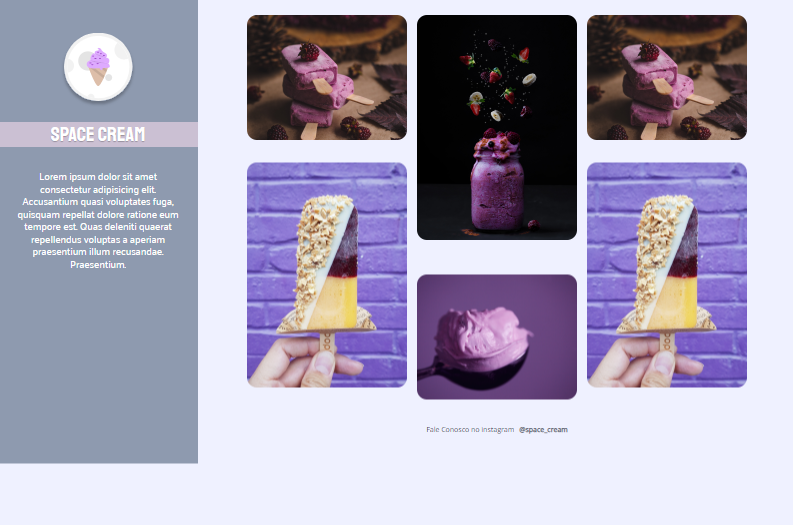 SPACE CREAM
Lorem ipsum dolor sit amet
consectetur adipisicing elit.
Accusantium quasi voluptates fuga,
quisquam repellat dolore ratione eum
tempore est. Quas deleniti quaerat
repellendus voluptas a aperiam
praesentium illum recusandae.
Praesentium.
Fale Conosco no Instagram @space_cream